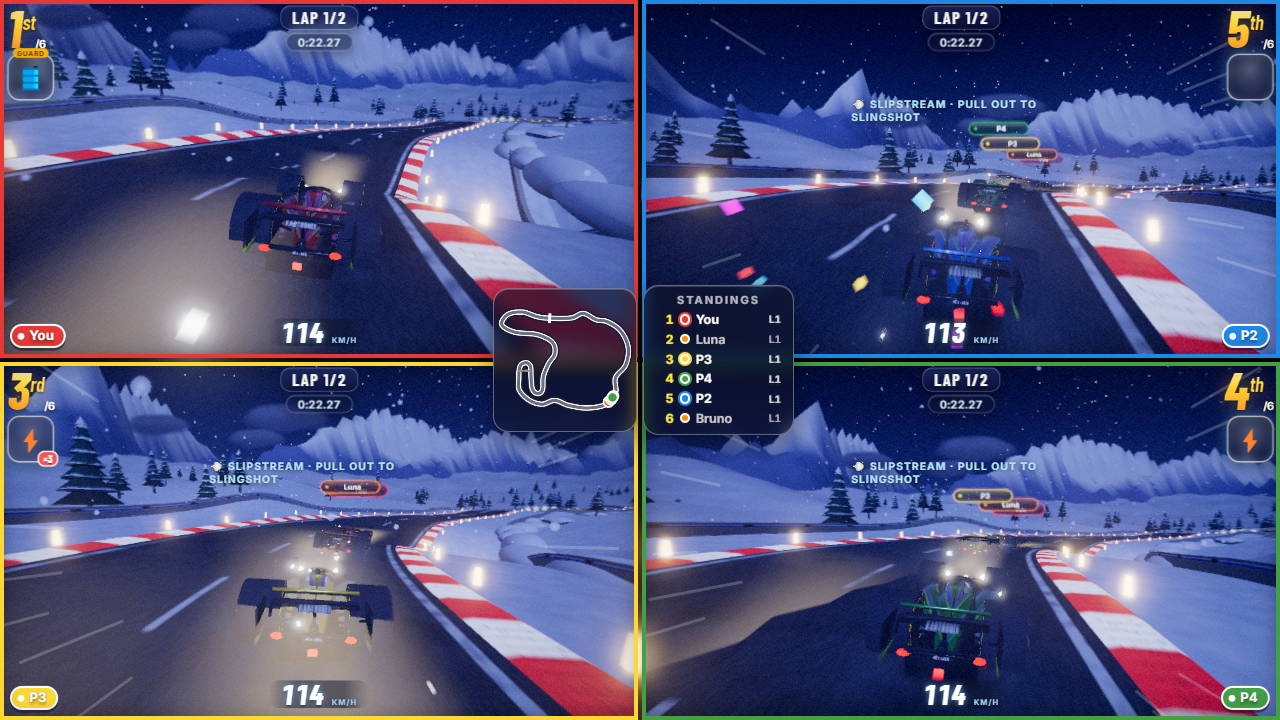 1st
/6
GUARD
LAP 1/2
0:22.27
You
114 KM/H
LAP 1/2
0:22.27
5th
/6
SLIPSTREAM · PULL OUT TO
SLINGSHOT
P4
P3
Luna
113 KM/H
P2
STANDINGS
1 You L1
2 Luna L1
3 P3 L1
4 P4 L1
5 P2 L1
6 Bruno L1
3rd
/6
×3
LAP 1/2
0:22.27
SLIPSTREAM · PULL OUT TO
SLINGSHOT
Luna
P3
114 KM/H
LAP 1/2
0:22.27
4th
/6
SLIPSTREAM · PULL OUT TO
SLINGSHOT
P3
Luna
114 KM/H
P4